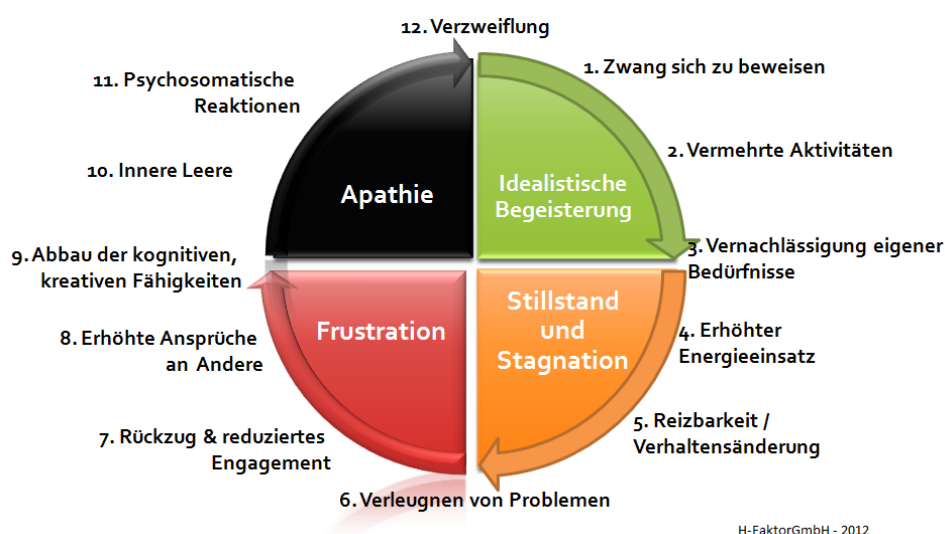 12. Verzweiflung
1. Zwang sich zu beweisen
2. Vermehrte Aktivitäten
3. Vernachlässigung eigener
Bedürfnisse
4. Erhöhter
Energieeinsatz
5. Reizbarkeit /
Verhaltensänderung
6. Verleugnen von Problemen
7. Rückzug & reduziertes
Engagement
8. Erhöhte Ansprüche
an Andere
9. Abbau der kognitiven,
kreativen Fähigkeiten
10. Innere Leere
11. Psychosomatische
Reaktionen
Apathie
Idealistische
Begeisterung
Frustration
Stillstand
und
Stagnation
H-FaktorGmbH - 2012